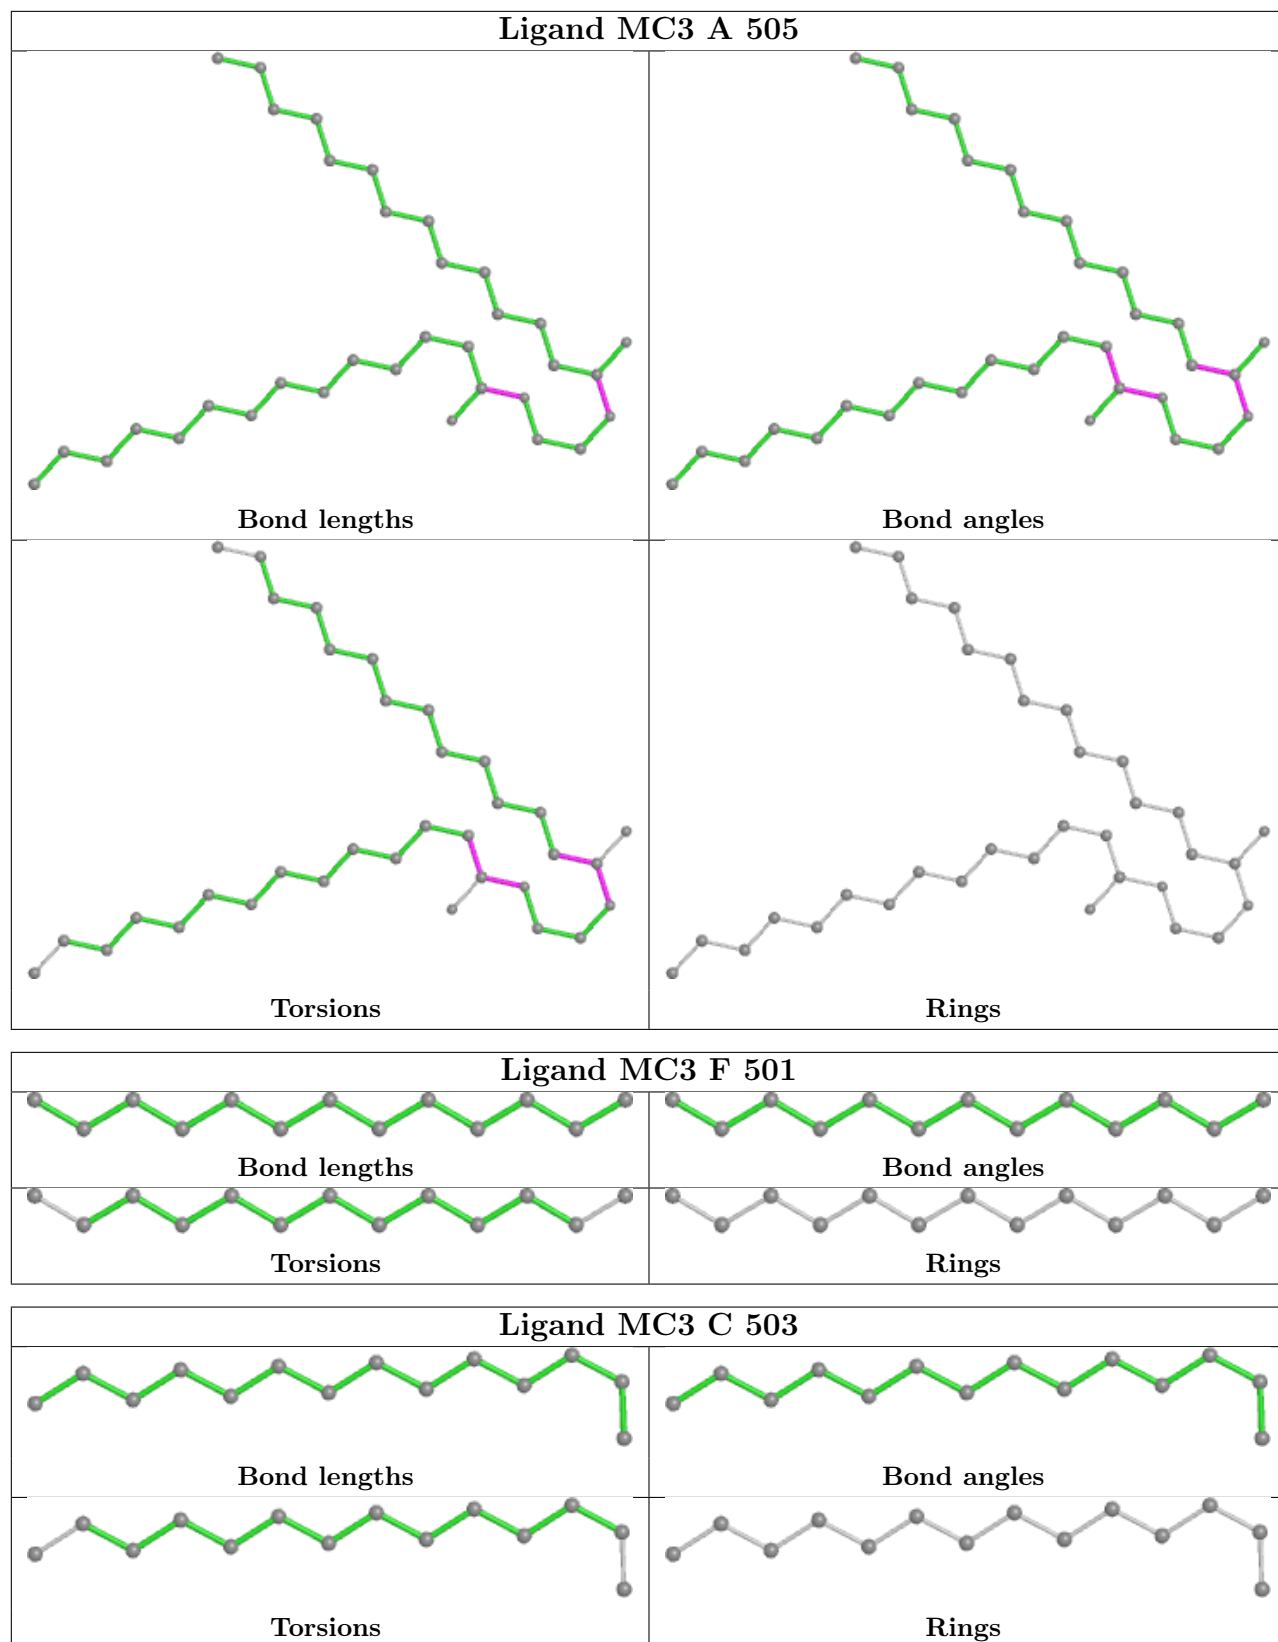 Ligand MC3 A 505
Bond lengths
Bond angles
Torsions
Rings
Ligand MC3 F 501
Bond lengths
Bond angles
Torsions
Rings
Ligand MC3 C 503
Bond lengths
Bond angles
Torsions
Rings